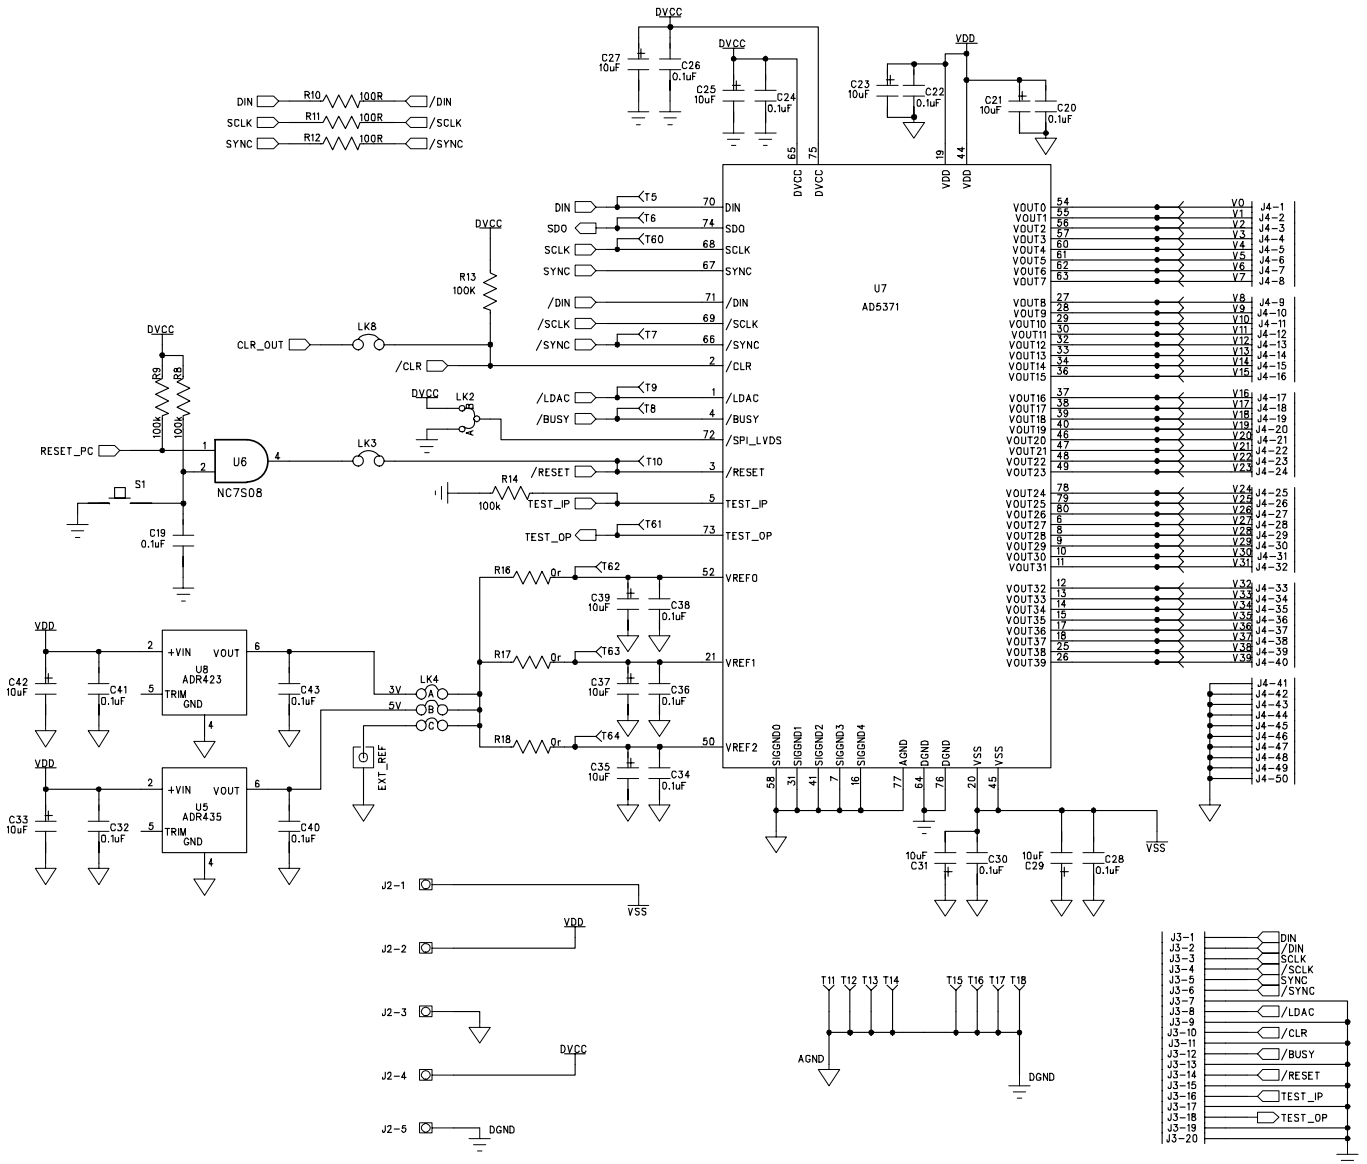 DVCC
C27 10uF
C26 0.1uF
DVCC
C25 10uF
C24 0.1uF
VDD
C23 10uF
C22 0.1uF
C21 10uF
C20 0.1uF
DIN R10 100R /DIN
SCLK R11 100R /SCLK
SYNC R12 100R /SYNC
65 75 19 44
DVCC DVCC VDD VDD
U7
AD5371
DIN T5 70 DIN
SDO T6 74 SDO
SCLK T60 68 SCLK
SYNC 67 SYNC
/DIN 71 /DIN
/SCLK 69 /SCLK
/SYNC T7 66 /SYNC
DVCC
R13 100K
CLR_OUT LK8
/CLR 2 /CLR
/LDAC T9 1 /LDAC
/BUSY T8 4 /BUSY
DVCC LK2 B A
72 /SPI_LVDS
DVCC
R9 100k
R8 100k
RESET_PC 1
2
U6 4
NC7S08
LK3
T10
/RESET 3 /RESET
S1
C19 0.1uF
R14 100k
TEST_IP 5 TEST_IP
TEST_OP T61 73 TEST_OP
R16 0r T62 52 VREF0
C39 10uF
C38 0.1uF
R17 0r T63 21 VREF1
C37 10uF
C36 0.1uF
R18 0r T64 50 VREF2
C35 10uF
C34 0.1uF
VDD
C42 10uF
C41 0.1uF
2 +VIN VOUT 6
U8
ADR423
5 TRIM
GND
4
C43 0.1uF
3V LK4 A
5V B
C
EXT_REF
VDD
C33 10uF
C32 0.1uF
2 +VIN VOUT 6
U5
ADR435
5 TRIM
GND
4
C40 0.1uF
VOUT0 54 V0 J4-1
VOUT1 55 V1 J4-2
VOUT2 56 V2 J4-3
VOUT3 57 V3 J4-4
VOUT4 60 V4 J4-5
VOUT5 61 V5 J4-6
VOUT6 62 V6 J4-7
VOUT7 63 V7 J4-8
VOUT8 27 V8 J4-9
VOUT9 28 V9 J4-10
VOUT10 29 V10 J4-11
VOUT11 30 V11 J4-12
VOUT12 32 V12 J4-13
VOUT13 33 V13 J4-14
VOUT14 34 V14 J4-15
VOUT15 36 V15 J4-16
VOUT16 37 V16 J4-17
VOUT17 38 V17 J4-18
VOUT18 39 V18 J4-19
VOUT19 40 V19 J4-20
VOUT20 46 V20 J4-21
VOUT21 47 V21 J4-22
VOUT22 48 V22 J4-23
VOUT23 49 V23 J4-24
VOUT24 78 V24 J4-25
VOUT25 79 V25 J4-26
VOUT26 80 V26 J4-27
VOUT27 6 V27 J4-28
VOUT28 8 V28 J4-29
VOUT29 9 V29 J4-30
VOUT30 10 V30 J4-31
VOUT31 11 V31 J4-32
VOUT32 12 V32 J4-33
VOUT33 13 V33 J4-34
VOUT34 14 V34 J4-35
VOUT35 15 V35 J4-36
VOUT36 17 V36 J4-37
VOUT37 18 V37 J4-38
VOUT38 25 V38 J4-39
VOUT39 26 V39 J4-40
J4-41
J4-42
J4-43
J4-44
J4-45
J4-46
J4-47
J4-48
J4-49
J4-50
SIGGND0 SIGGND1 SIGGND2 SIGGND3 SIGGND4 AGND DGND DGND VSS VSS
58 31 41 7 16 77 64 76 20 45
VSS
10uF C31
C30 0.1uF
10uF C29
C28 0.1uF
J2-1 VSS
J2-2 VDD
J2-3
J2-4 DVCC
J2-5 DGND
T11 T12 T13 T14 T15 T16 T17 T18
AGND
DGND
J3-1 DIN
J3-2 /DIN
J3-3 SCLK
J3-4 /SCLK
J3-5 SYNC
J3-6 /SYNC
J3-7
J3-8 /LDAC
J3-9
J3-10 /CLR
J3-11
J3-12 /BUSY
J3-13
J3-14 /RESET
J3-15
J3-16 TEST_IP
J3-17
J3-18 TEST_OP
J3-19
J3-20